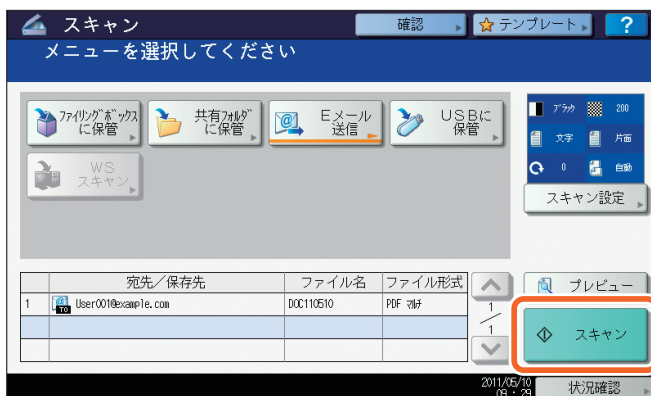 スキャン
確認
テンプレート
?
メニューを選択してください
ファイリングボックス
に保管
共有フォルダ
に保管
Eメール
送信
USBに
保管
WS
スキャン
ブラック
200
文字
片面
0
自動
スキャン設定
宛先／保存先
ファイル名
ファイル形式
1
TO
User001@example.com
DOC110510
PDF マルチ
1
1
プレビュー
スキャン
2011/05/10
09：29
状況確認